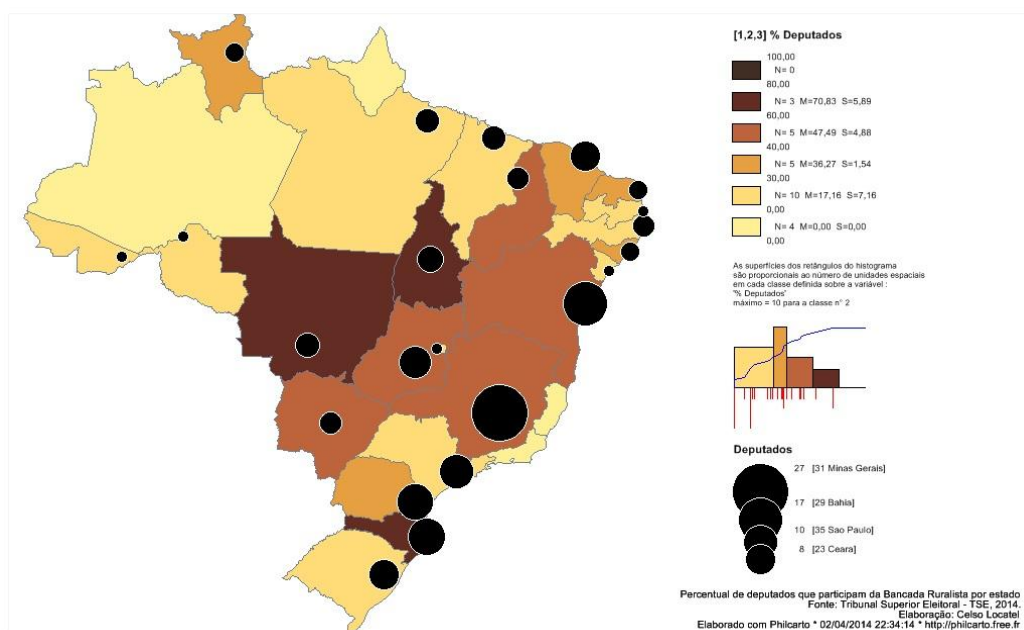 [1,2,3] % Deputados
100,00
N= 0
80,00
N= 3 M=70,83 S=5,89
60,00
N= 5 M=47,49 S=4,88
40,00
N= 5 M=36,27 S=1,54
30,00
N= 10 M=17,16 S=7,16
0,00
N= 4 M=0,00 S=0,00
0,00
As superfícies dos retângulos do histograma
são proporcionais ao número de unidades espaciais
em cada classe definida sobre a variável :
'% Deputados'
máximo = 10 para a classe n° 2
Deputados
27 [31 Minas Gerais]
17 [29 Bahia]
10 [35 Sao Paulo]
8 [23 Ceara]
Percentual de deputados que participam da Bancada Ruralista por estado
Fonte: Tribunal Superior Eleitoral - TSE, 2014.
Elaboração: Celso Locatel
Elaborado com Philcarto * 02/04/2014 22:34:14 * http://philcarto.free.fr